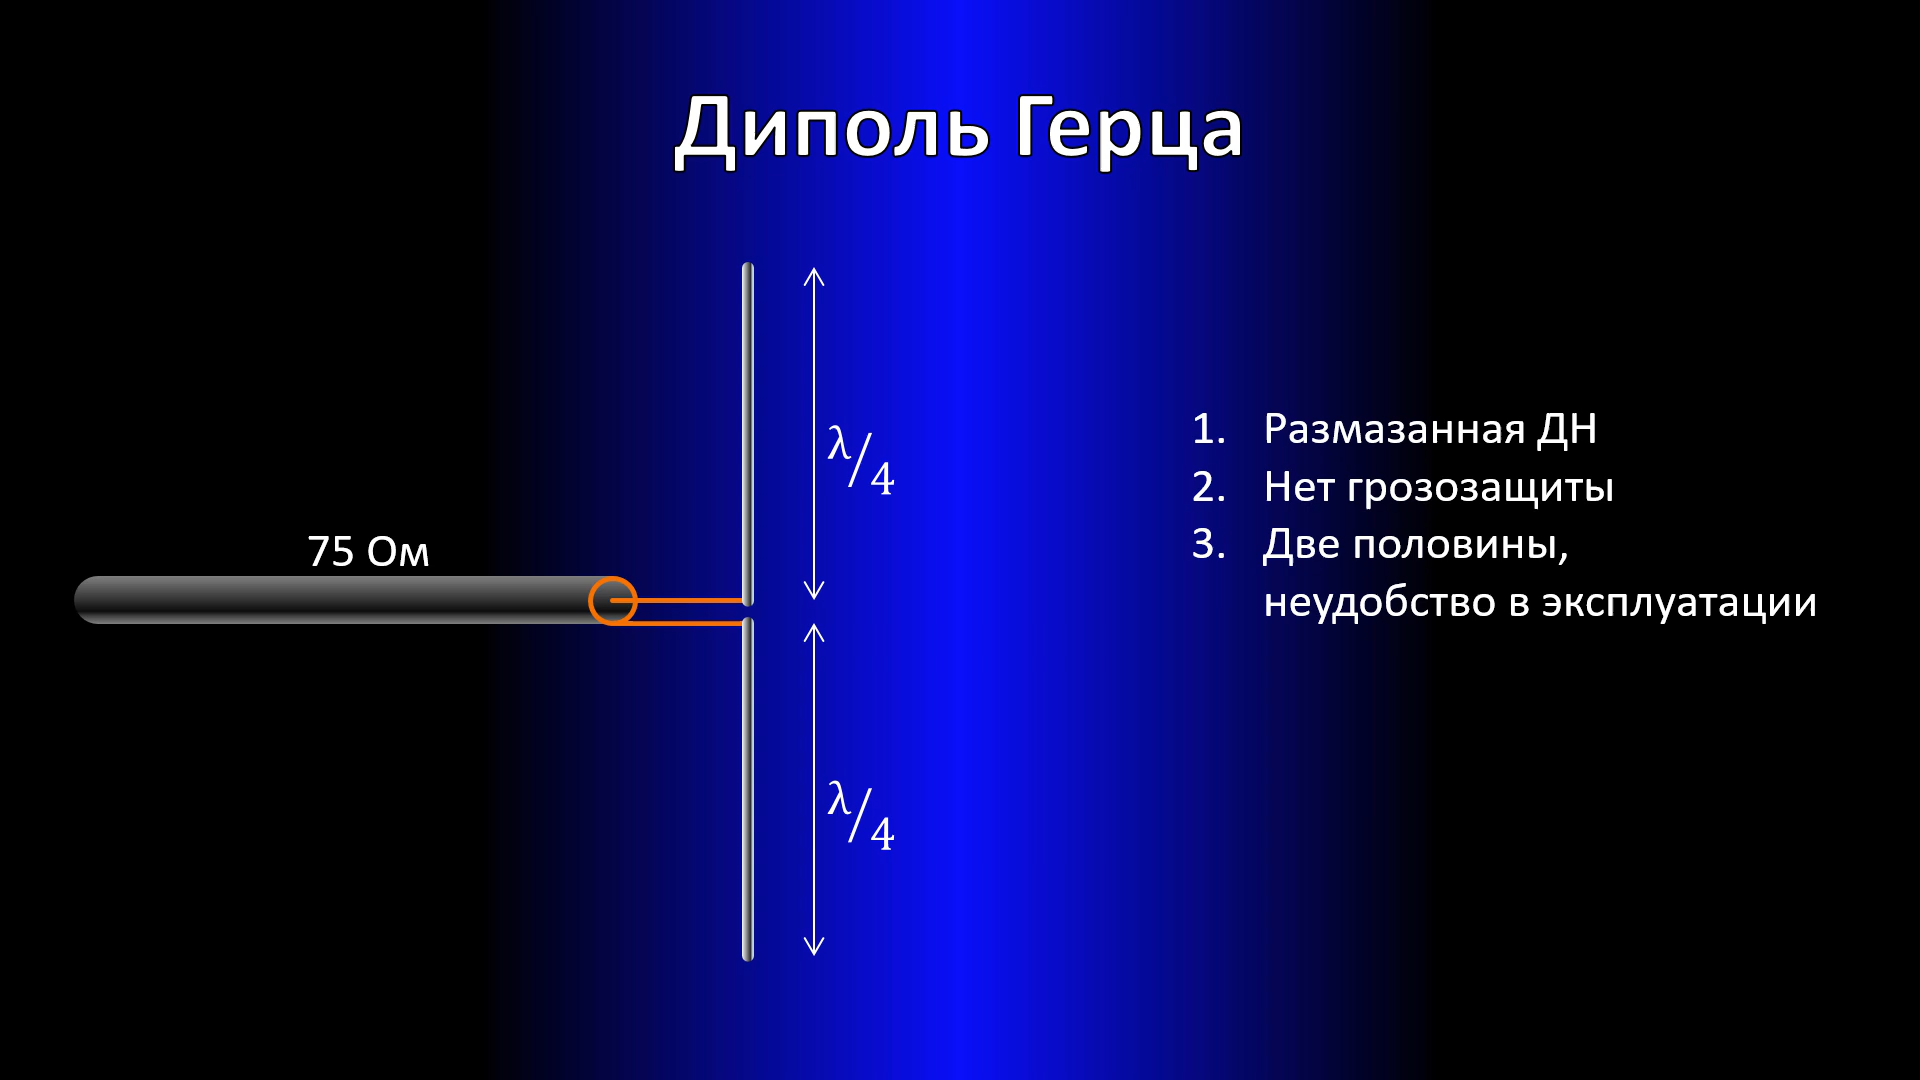 Диполь Герца
λ/4
75 Ом
λ/4
1. Размазанная ДН
2. Нет грозозащиты
3. Две половины,
неудобство в эксплуатации